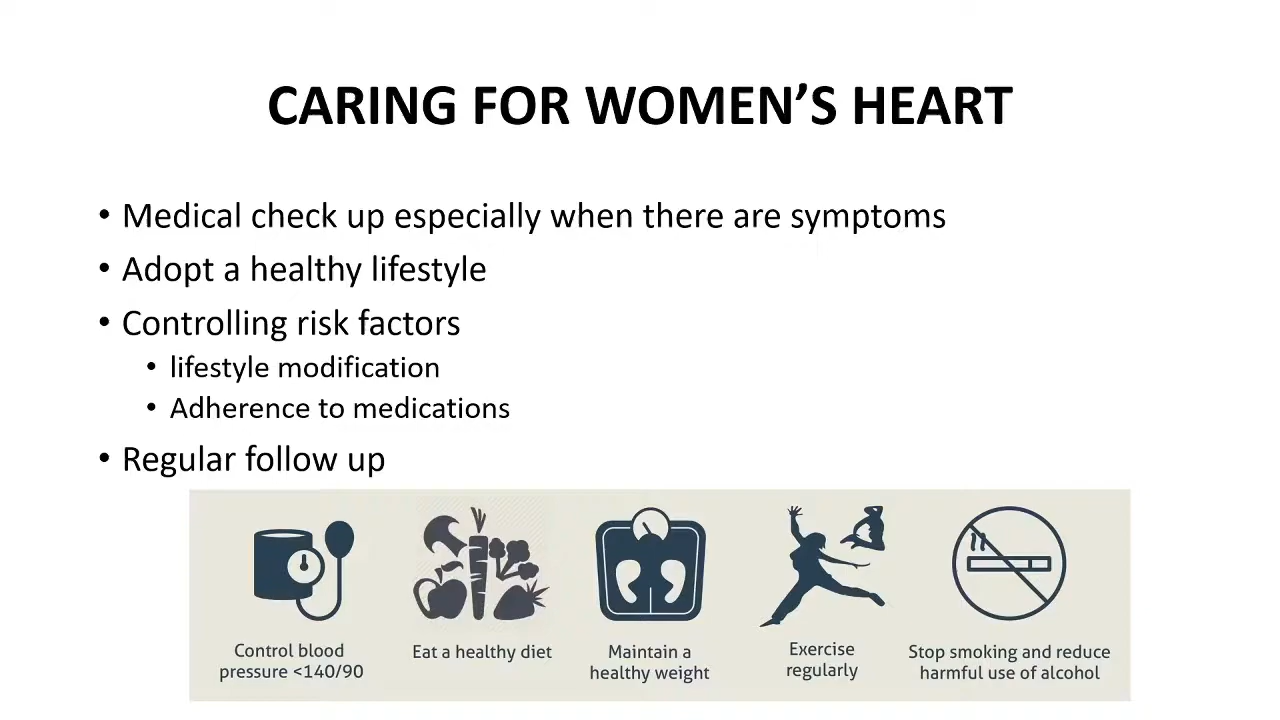 CARING FOR WOMEN’S HEART
• Medical check up especially when there are symptoms
• Adopt a healthy lifestyle
• Controlling risk factors
• lifestyle modification
• Adherence to medications
• Regular follow up
Control blood
pressure <140/90
Eat a healthy diet
Maintain a
healthy weight
Exercise
regularly
Stop smoking and reduce
harmful use of alcohol